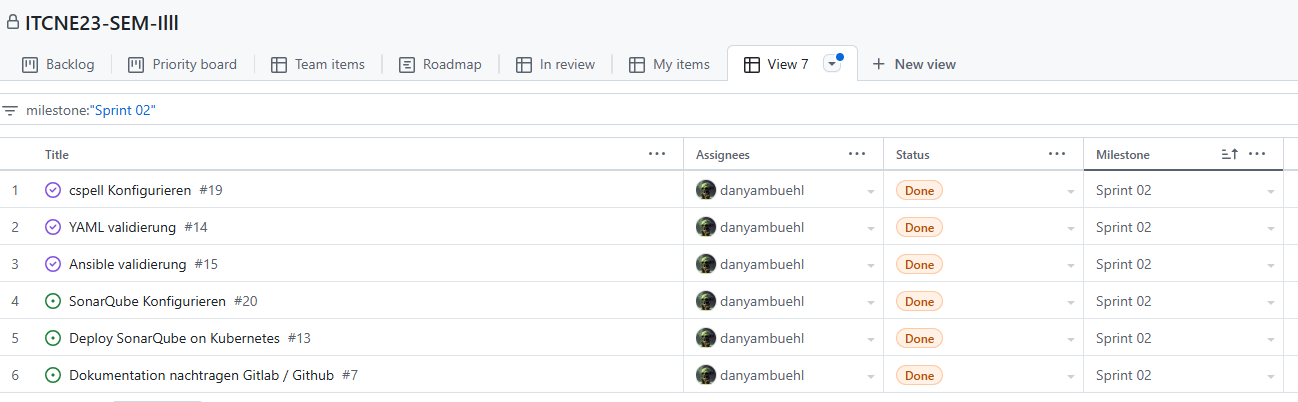 ITCNE23-SEM-IIII
Backlog Priority board Team items Roadmap In review My items View 7 New view
milestone:"Sprint 02"
Title Assignees Status Milestone
1 cspell Konfigurieren #19 danyambuehl Done Sprint 02
2 YAML validierung #14 danyambuehl Done Sprint 02
3 Ansible validierung #15 danyambuehl Done Sprint 02
4 SonarQube Konfigurieren #20 danyambuehl Done Sprint 02
5 Deploy SonarQube on Kubernetes #13 danyambuehl Done Sprint 02
6 Dokumentation nachtragen Gitlab / Github #7 danyambuehl Done Sprint 02